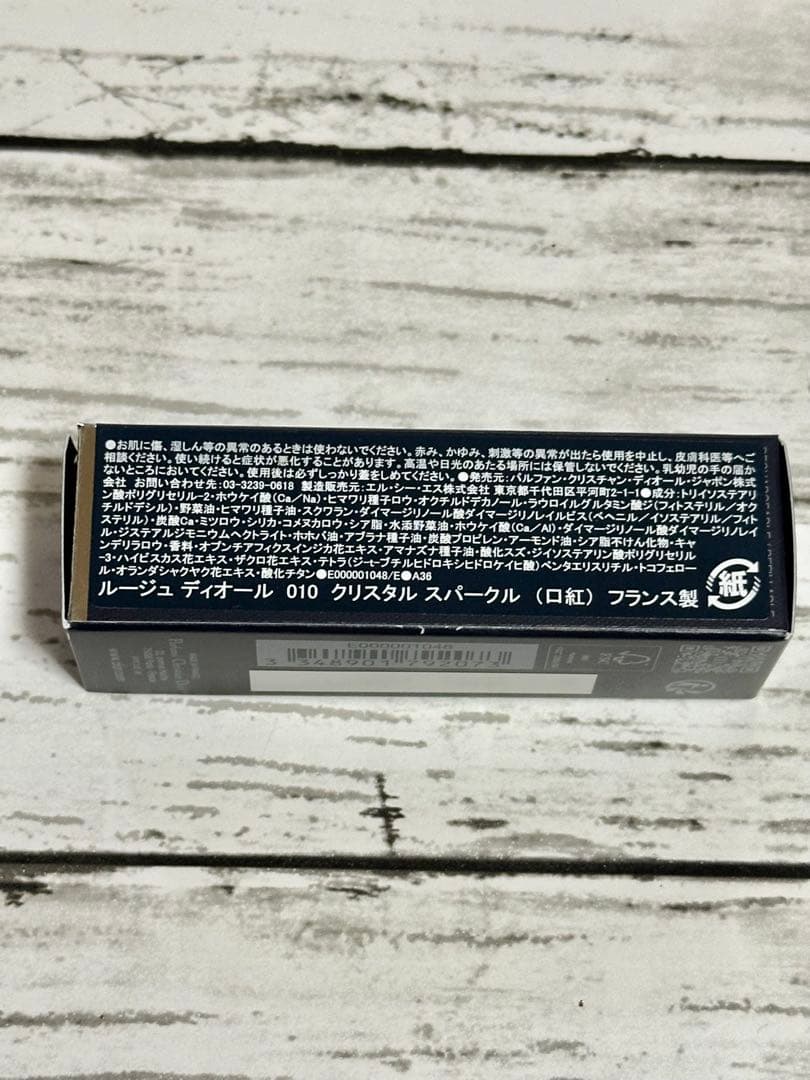 ●お肌に傷、湿しん等の異常のあるときは使わないでください。赤み、かゆみ、刺激等の異常が出たら使用を中止し、皮膚科医等へご
相談ください。使い続けると症状が悪化することがあります。高温や日光のあたる場所には保管しないでください。乳幼児の手の届か
ないところにおいてください。使用後は必ずしっかり蓋をしめてください。●発売元:パルファン・クリスチャン・ディオール・ジャポン株式
会社 お問い合わせ先:03-3239-0618 製造販売元:エル・シー・エス株式会社 東京都千代田区平河町2-1-1●成分:トリイソステアリ
ン酸ポリグリセリル-2・ホウケイ酸(Ca/Na)・ヒマワリ種子ロウ・オクチルドデカノール・ラウロイルグルタミン酸ジ(フィトステリル/オク
チルドデシル)・野菜油・ヒマワリ種子油・スクワラン・ダイマージリノール酸ダイマージリノレイルビス(ベヘニル/イソステアリル/フィト
ステリル)・炭酸Ca・ミツロウ・シリカ・コメヌカロウ・シア脂・水添野菜油・ホウケイ酸(Ca/Al)・ダイマージリノール酸ダイマージリノレイ
ル・ジステアルジモニウムヘクトライト・ホホバ油・アブラナ種子油・炭酸プロピレン・アーモンド油・シア脂不けん化物・キャ
ンデリラロウ・香料・オプンチアフィクスインジカ花エキス・アマナズナ種子油・酸化スズ・ジイソステアリン酸ポリグリセリル
-3・ハイビスカス花エキス・ザクロ花エキス・テトラ(ジ-t-ブチルヒドロキシヒドロケイヒ酸)ペンタエリスリチル・トコフェロー
ル・オランダシャクヤク花エキス・酸化チタン●E000001048/E●A36
紙
ルージュ ディオール 010 クリスタル スパークル (口紅) フランス製
E000001048
3 348901 792073